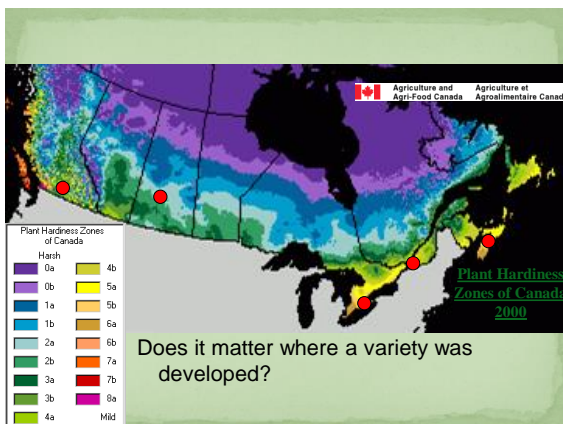 Agriculture and Agriculture et
Agri-Food Canada Agroalimentaire Canad
Plant Hardiness Zones
of Canada
Harsh
0a 4b
0b 5a
1a 5b
1b 6a
2a 6b
2b 7a
3a 7b
3b 8a
4a Mild
Plant Hardiness
Zones of Canada
2000
Does it matter where a variety was
developed?